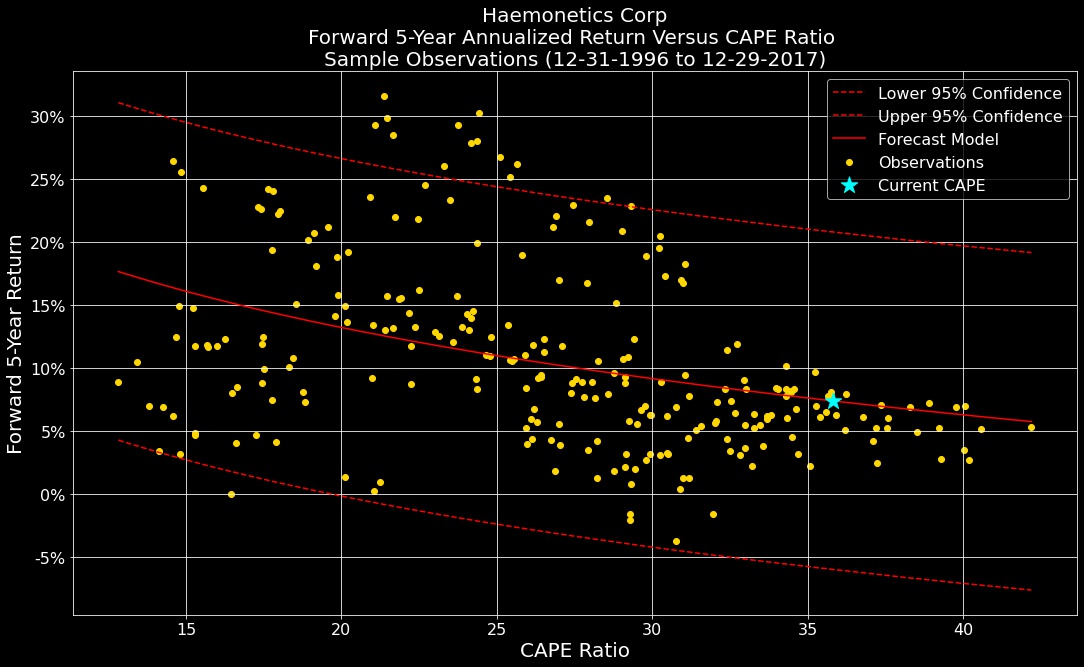 Haemonetics Corp
Forward 5-Year Annualized Return Versus CAPE Ratio
Sample Observations (12-31-1996 to 12-29-2017)
Lower 95% Confidence
Upper 95% Confidence
Forecast Model
Observations
Current CAPE
Forward 5-Year Return
30%
25%
20%
15%
10%
5%
0%
-5%
15
20
25
30
35
40
CAPE Ratio